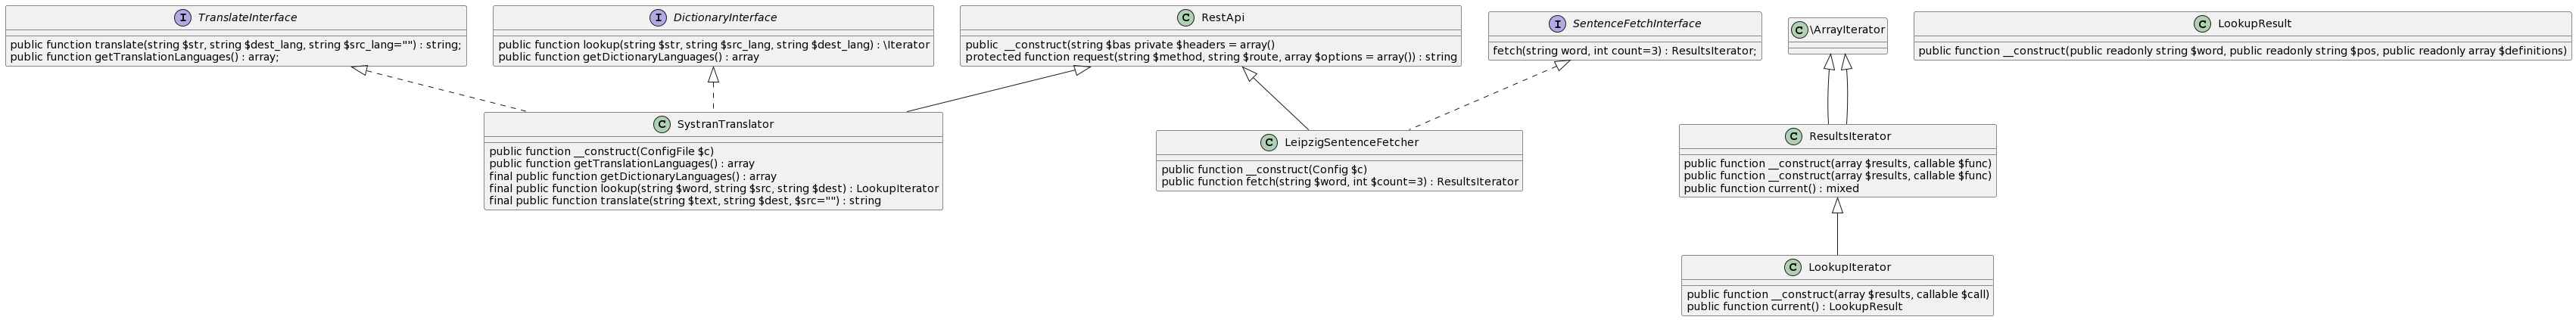 I TranslateInterface
public function translate(string $str, string $dest_lang, string $src_lang="") : string;
public function getTranslationLanguages() : array;
I DictionaryInterface
public function lookup(string $str, string $src_lang, string $dest_lang) : \Iterator
public function getDictionaryLanguages() : array
C RestApi
public  __construct(string $bas private $headers = array()
protected function request(string $method, string $route, array $options = array()) : string
I SentenceFetchInterface
fetch(string word, int count=3) : ResultsIterator;
C \ArrayIterator
C LookupResult
public function __construct(public readonly string $word, public readonly string $pos, public readonly array $definitions)
C SystranTranslator
public function __construct(ConfigFile $c)
public function getTranslationLanguages() : array
final public function getDictionaryLanguages() : array
final public function lookup(string $word, string $src, string $dest) : LookupIterator
final public function translate(string $text, string $dest, $src="") : string
C LeipzigSentenceFetcher
public function __construct(Config $c)
public function fetch(string $word, int $count=3) : ResultsIterator
C ResultsIterator
public function __construct(array $results, callable $func)
public function __construct(array $results, callable $func)
public function current() : mixed
C LookupIterator
public function __construct(array $results, callable $call)
public function current() : LookupResult